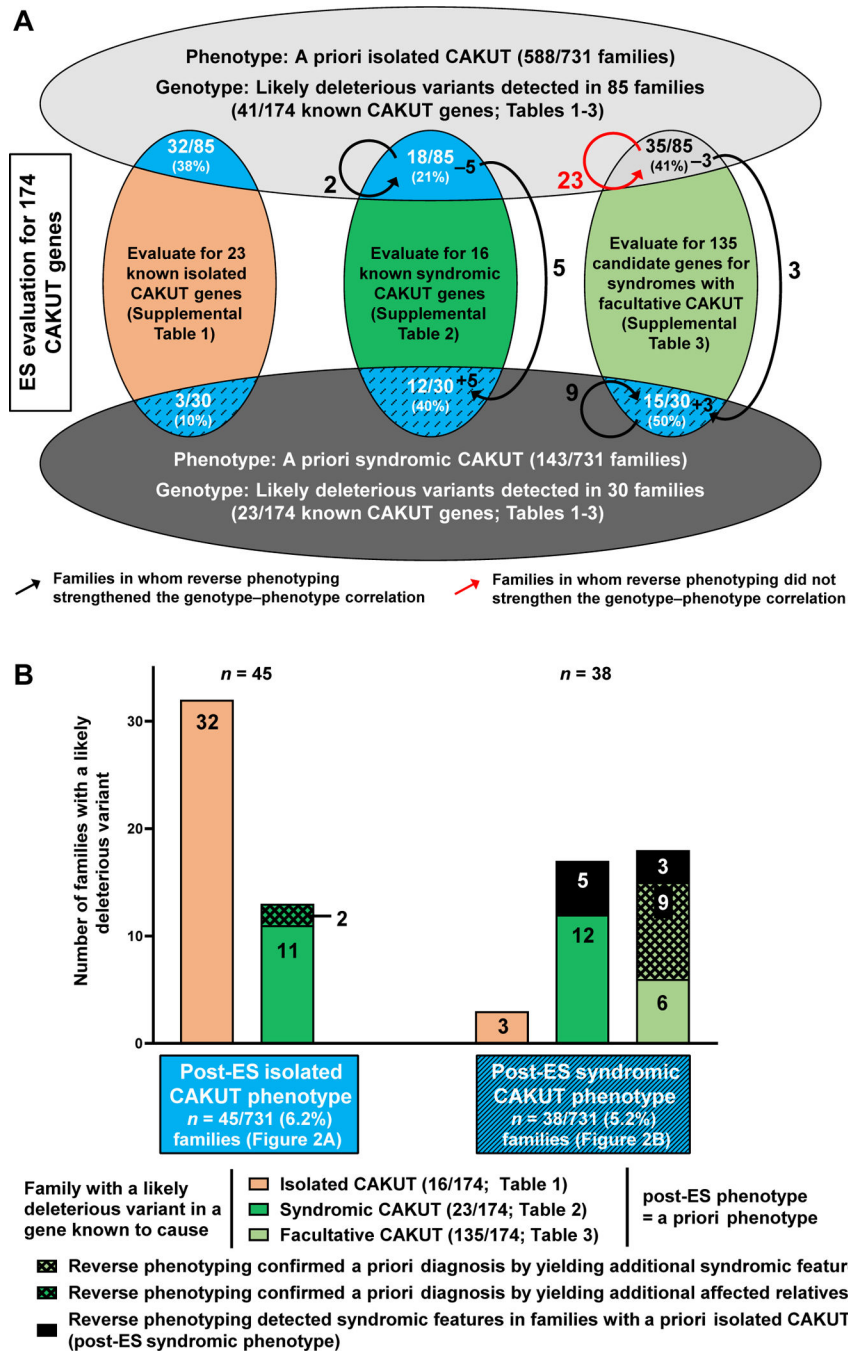 A
Phenotype: A priori isolated CAKUT (588/731 families)
Genotype: Likely deleterious variants detected in 85 families
(41/174 known CAKUT genes; Tables 1-3)
ES evaluation for 174
CAKUT genes
32/85
(38%)
2
18/85
(21%)
–5
23
35/85
(41%)
–3
Evaluate for 23
known isolated
CAKUT genes
(Supplemental
Table 1)
Evaluate for 16
known syndromic
CAKUT genes
(Supplemental
Table 2)
5
Evaluate for 135
candidate genes for
syndromes with
facultative CAKUT
(Supplemental
Table 3)
3
3/30
(10%)
12/30
(40%)
+5
9
15/30
(50%)
+3
Phenotype: A priori syndromic CAKUT (143/731 families)
Genotype: Likely deleterious variants detected in 30 families
(23/174 known CAKUT genes; Tables 1-3)
Families in whom reverse phenotyping
strengthened the genotype–phenotype correlation
Families in whom reverse phenotyping did not
strengthen the genotype–phenotype correlation
B
n = 45
n = 38
Number of families with a likely
deleterious variant
30
20
10
0
32
2
11
3
5
12
3
9
6
Post-ES isolated
CAKUT phenotype
n = 45/731 (6.2%)
families (Figure 2A)
Post-ES syndromic
CAKUT phenotype
n = 38/731 (5.2%)
families (Figure 2B)
Family with a likely
deleterious variant in a
gene known to cause
Isolated CAKUT (16/174; Table 1)
Syndromic CAKUT (23/174; Table 2)
Facultative CAKUT (135/174; Table 3)
post-ES phenotype
= a priori phenotype
Reverse phenotyping confirmed a priori diagnosis by yielding additional syndromic featur
Reverse phenotyping confirmed a priori diagnosis by yielding additional affected relatives
Reverse phenotyping detected syndromic features in families with a priori isolated CAKUT
(post-ES syndromic phenotype)